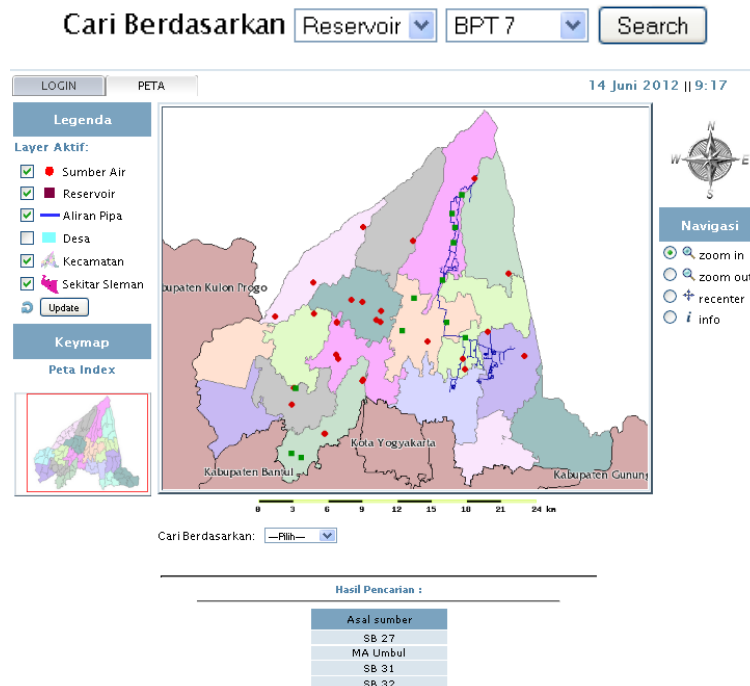 Cari Berdasarkan Reservoir BPT 7 Search
LOGIN PETA 14 Juni 2012 || 9:17
Legenda
Layer Aktif:
Sumber Air
Reservoir
Aliran Pipa
Desa
Kecamatan
Sekitar Sleman
Update
Keymap
Peta Index
bupaten Kulon Progo
Kota Yogyakarta
Kabupaten Bantul
Kabupaten Gunung
N
W E
S
Navigasi
zoom in
zoom out
recenter
i info
0 3 6 9 12 15 18 21 24 km
Cari Berdasarkan: ---Pilih---
Hasil Pencarian :
Asal sumber
SB 27
MA Umbul
SB 31
SB 32